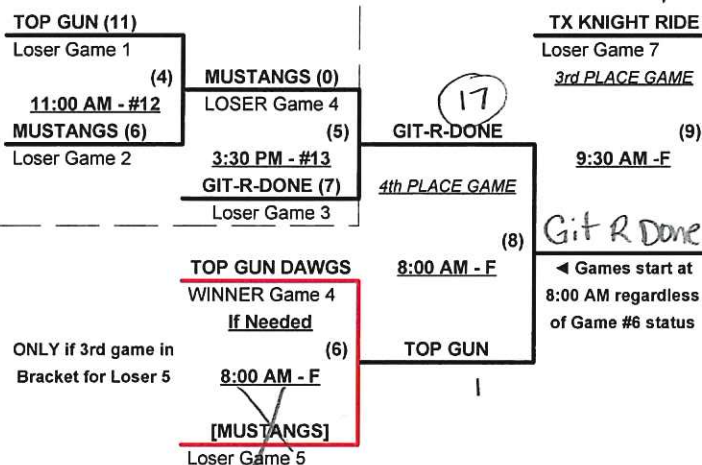 TOP GUN (11)
Loser Game 1
(4)
11:00 AM - #12
MUSTANGS (6)
Loser Game 2
MUSTANGS (0)
LOSER Game 4
(5)
3:30 PM - #13
GIT-R-DONE (7)
Loser Game 3
17
GIT-R-DONE
4th PLACE GAME
(8)
8:00 AM - F
TOP GUN
1
TOP GUN DAWGS
WINNER Game 4
If Needed
(6)
8:00 AM - F
[MUSTANGS]
Loser Game 5
ONLY if 3rd game in
Bracket for Loser 5
TX KNIGHT RIDE
Loser Game 7
3rd PLACE GAME
(9)
9:30 AM -F
Git R Done
◄ Games start at
8:00 AM regardless
of Game #6 status